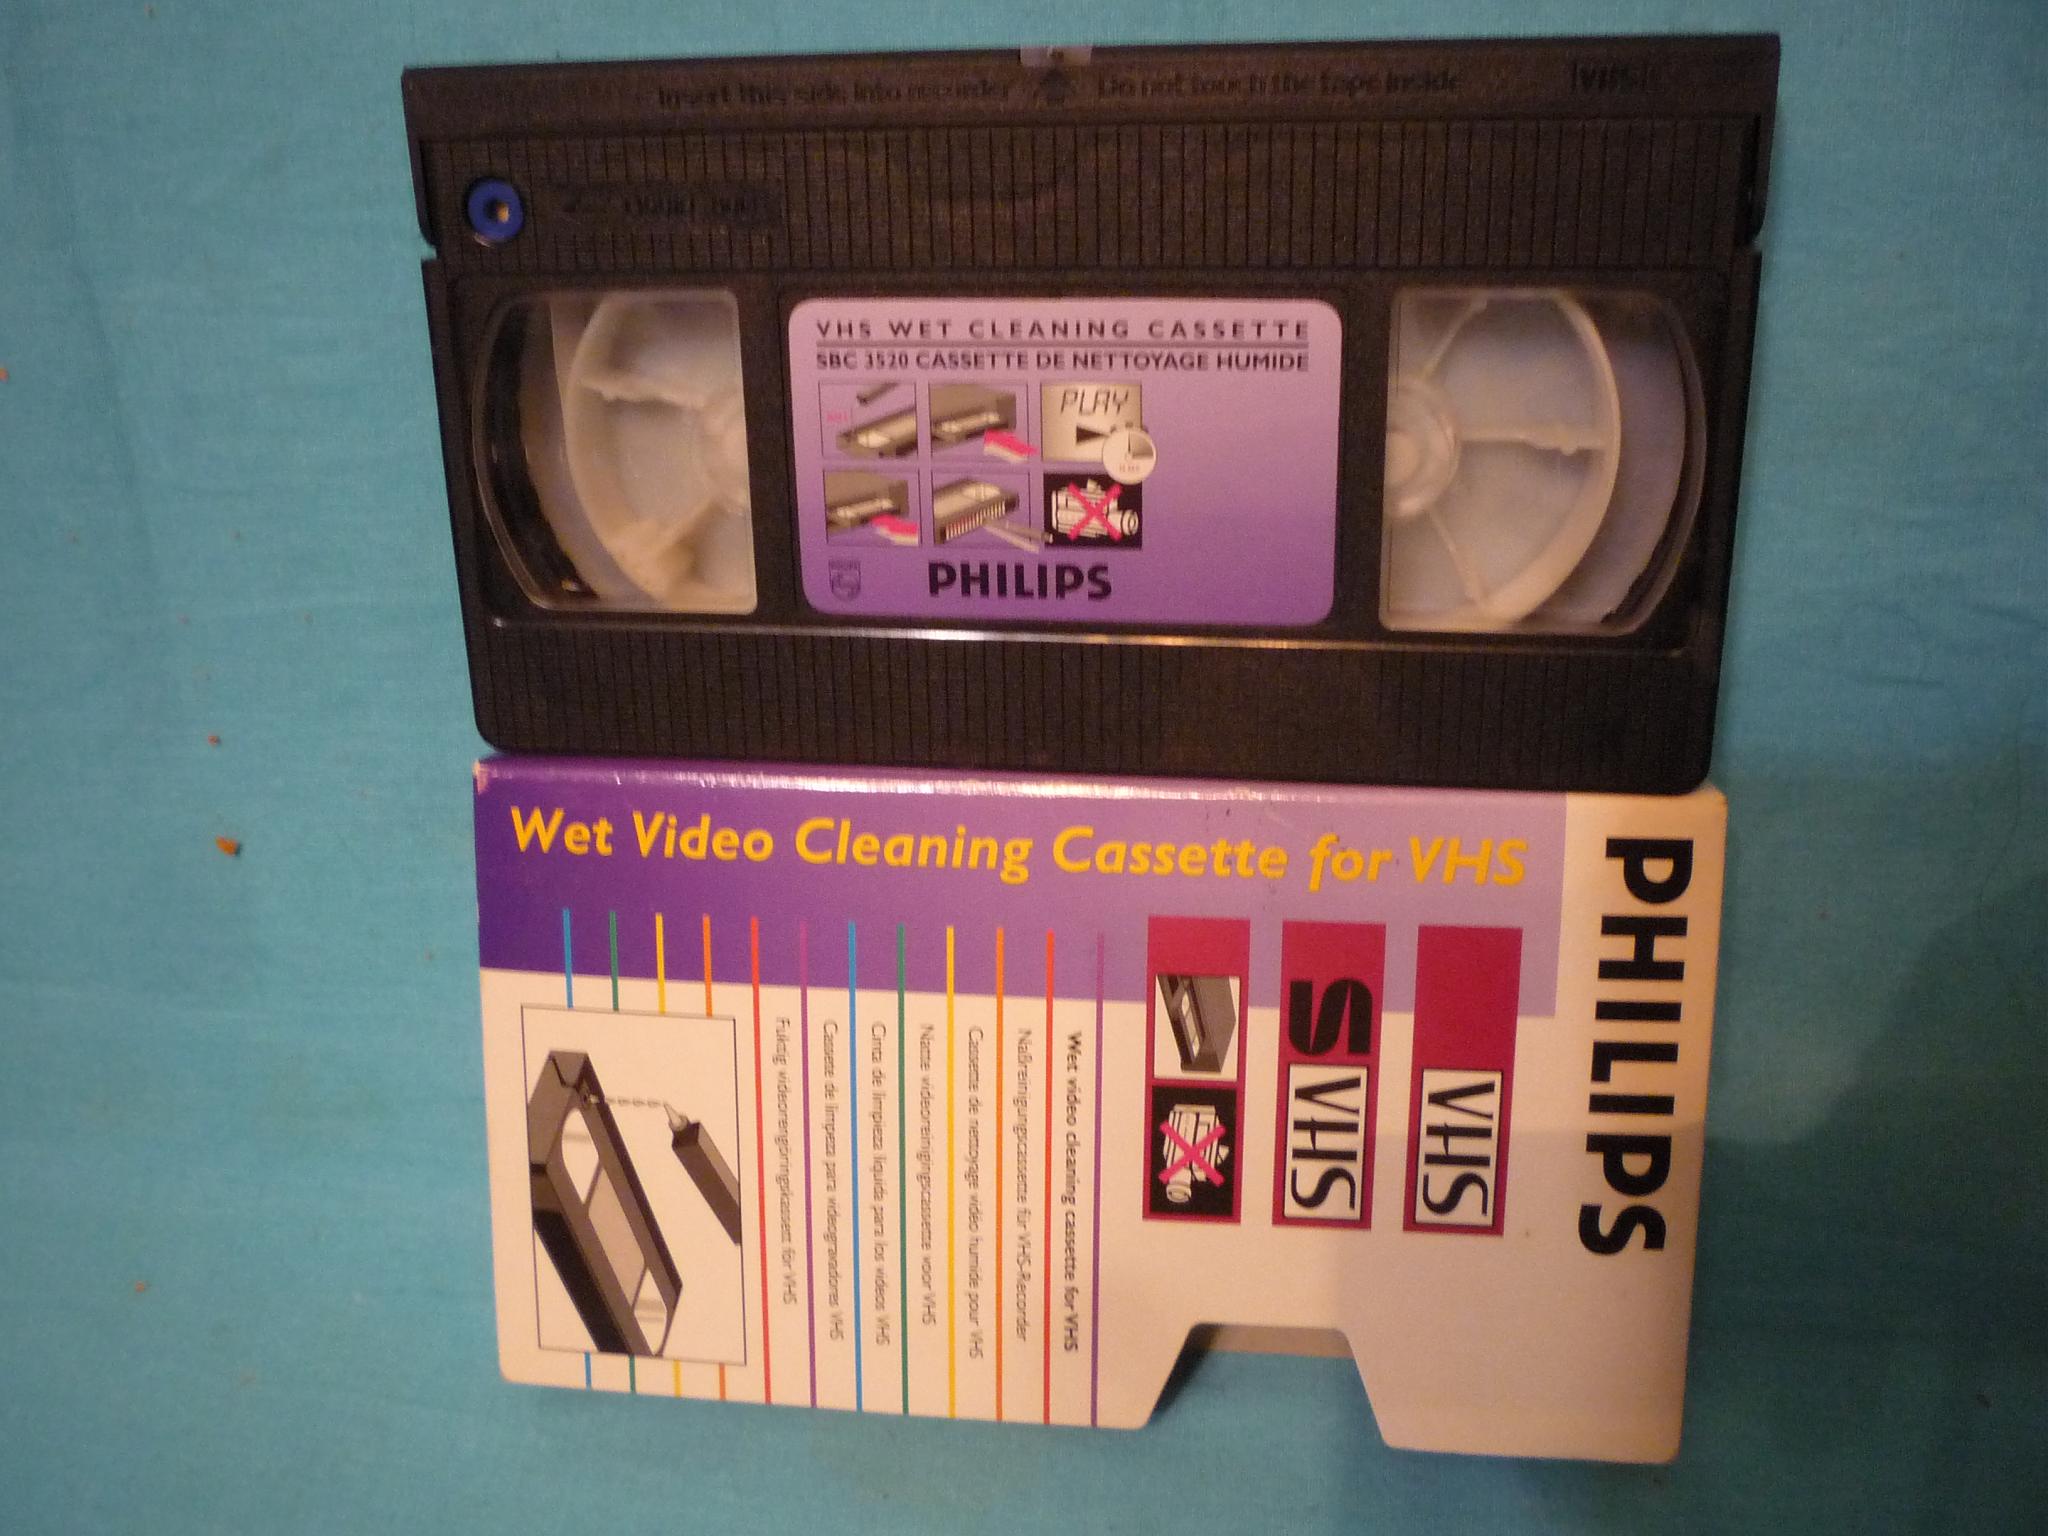 Insert this side into recorder Do not touch the tape inside VHS
VHS WET CLEANING CASSETTE
SBC 3520 CASSETTE DE NETTOYAGE HUMIDE
PLAY
PHILIPS
Wet Video Cleaning Cassette for VHS
PHILIPS
VHS
S VHS
Wet video cleaning cassette for VHS
Naßreinigungscassette für VHS-Recorder
Cassette de nettoyage vidéo humide pour VHS
Natte videoreinigingscassette voor VHS
Cinta de limpieza liquida para los videos VHS
Cassete de limpeza para videogravadores VHS
Fuktig videorengöringskassett för VHS